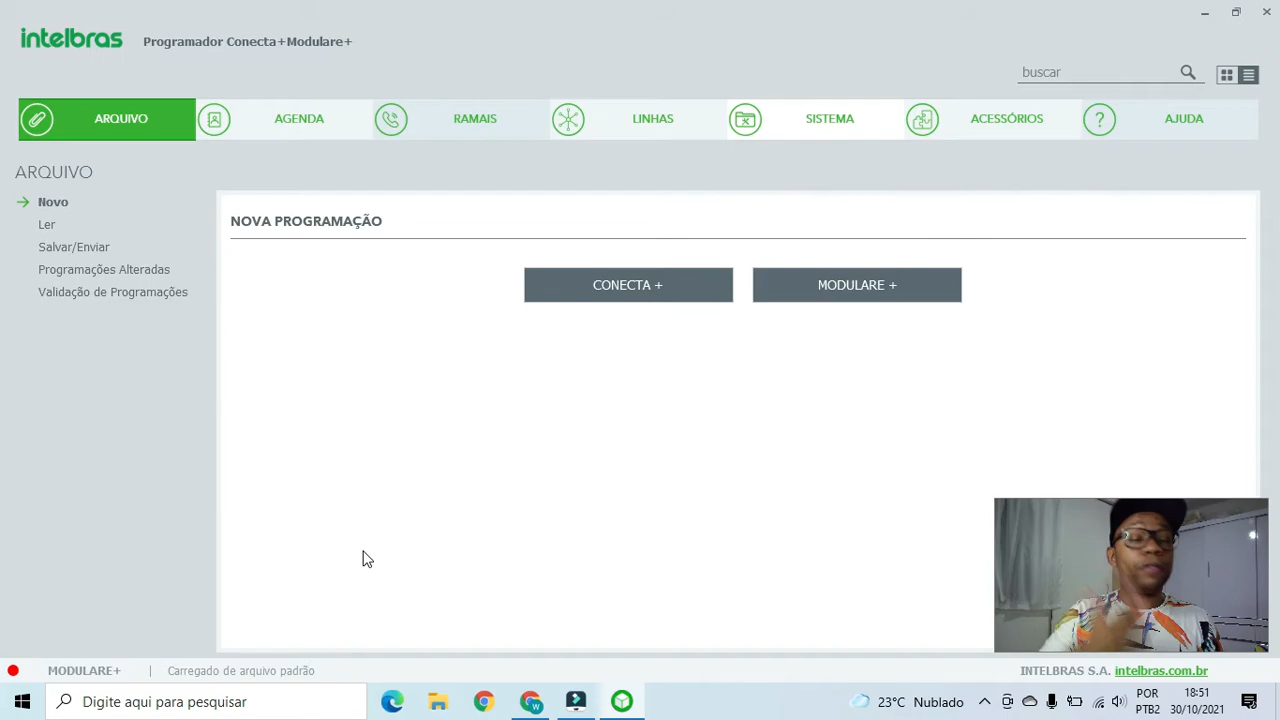 intelbras Programador Conecta+Modulare+
buscar
ARQUIVO AGENDA RAMAIS LINHAS SISTEMA ACESSÓRIOS AJUDA
ARQUIVO
Novo
Ler
Salvar/Enviar
Programações Alteradas
Validação de Programações
NOVA PROGRAMAÇÃO
CONECTA + MODULARE +
MODULARE+ | Carregado de arquivo padrão INTELBRAS S.A. intelbras.com.br
Digite aqui para pesquisar 23°C Nublado POR 18:51
PTB2 30/10/2021